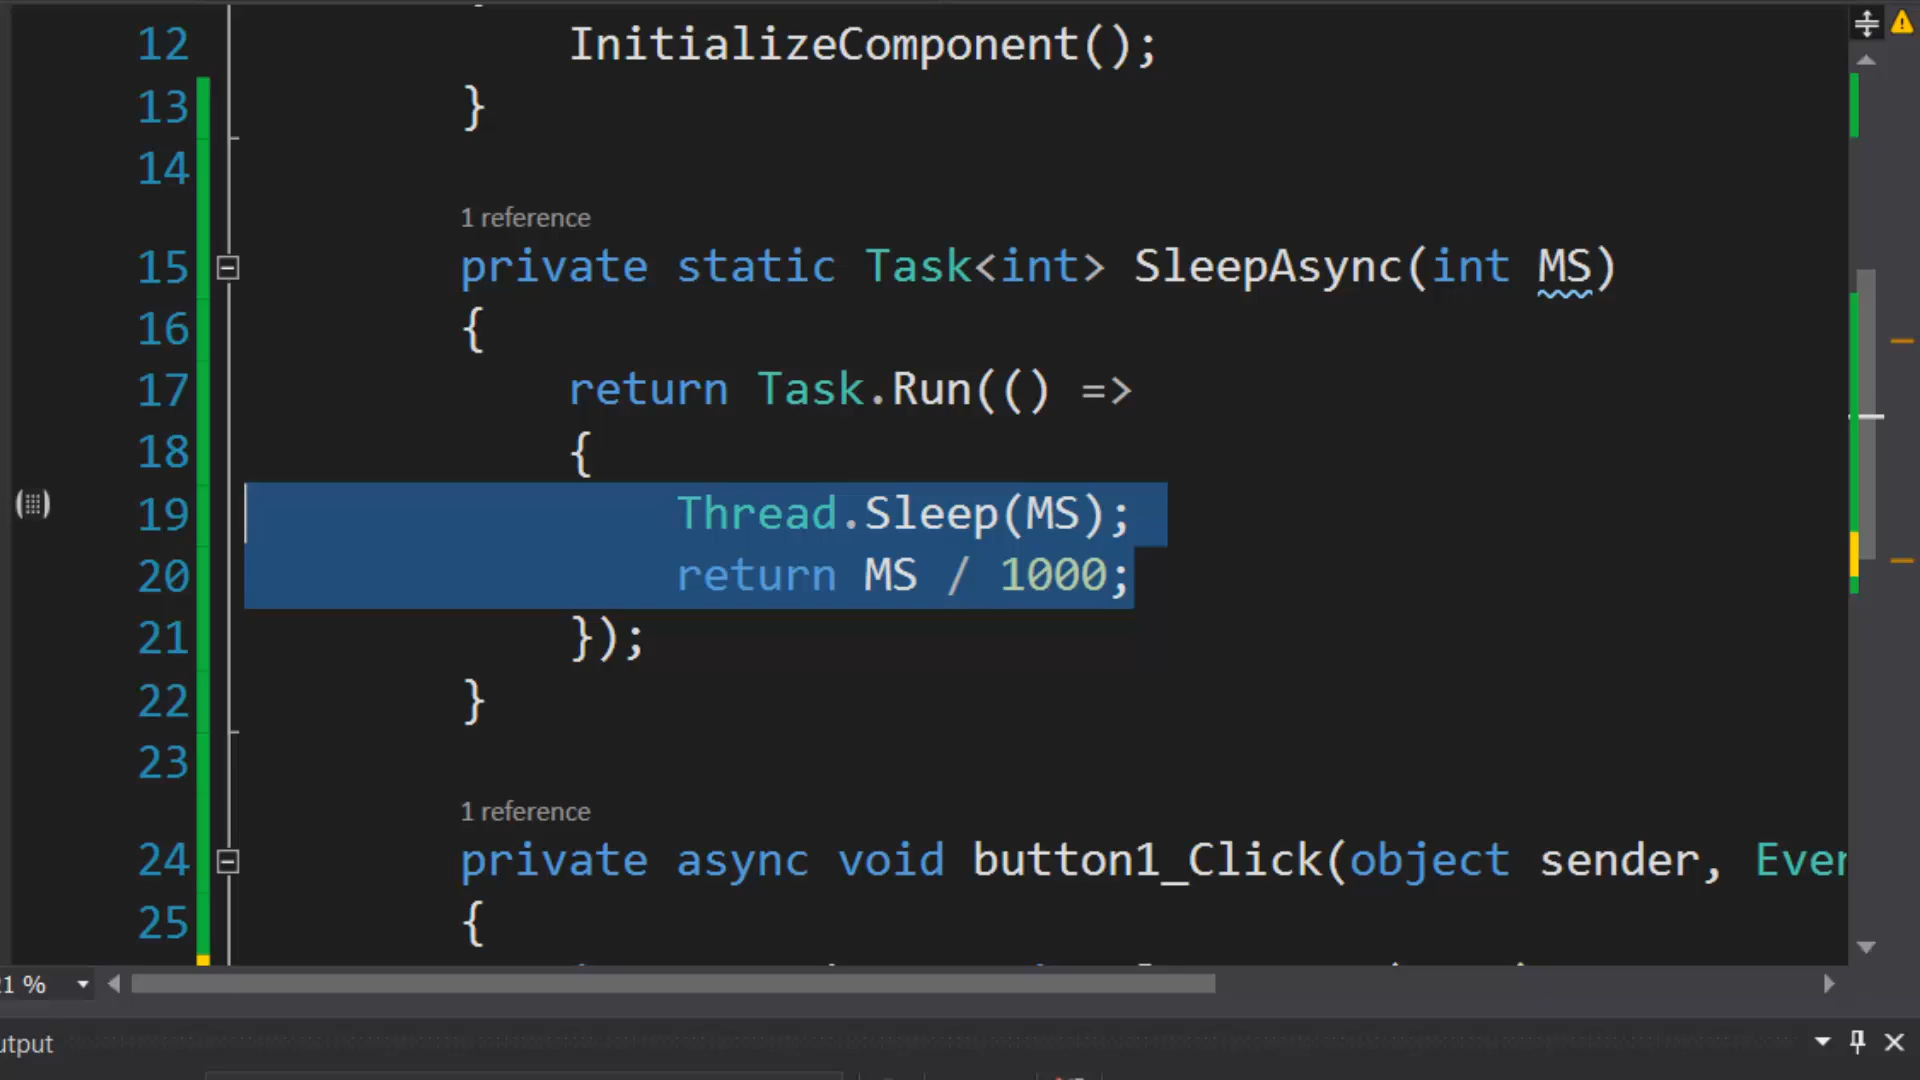 12 InitializeComponent();
13 }
14
1 reference
15 private static Task<int> SleepAsync(int MS)
16 {
17 return Task.Run(() =>
18 {
19 Thread.Sleep(MS);
20 return MS / 1000;
21 });
22 }
23
1 reference
24 private async void button1_Click(object sender, Even
25 {
21 %
utput